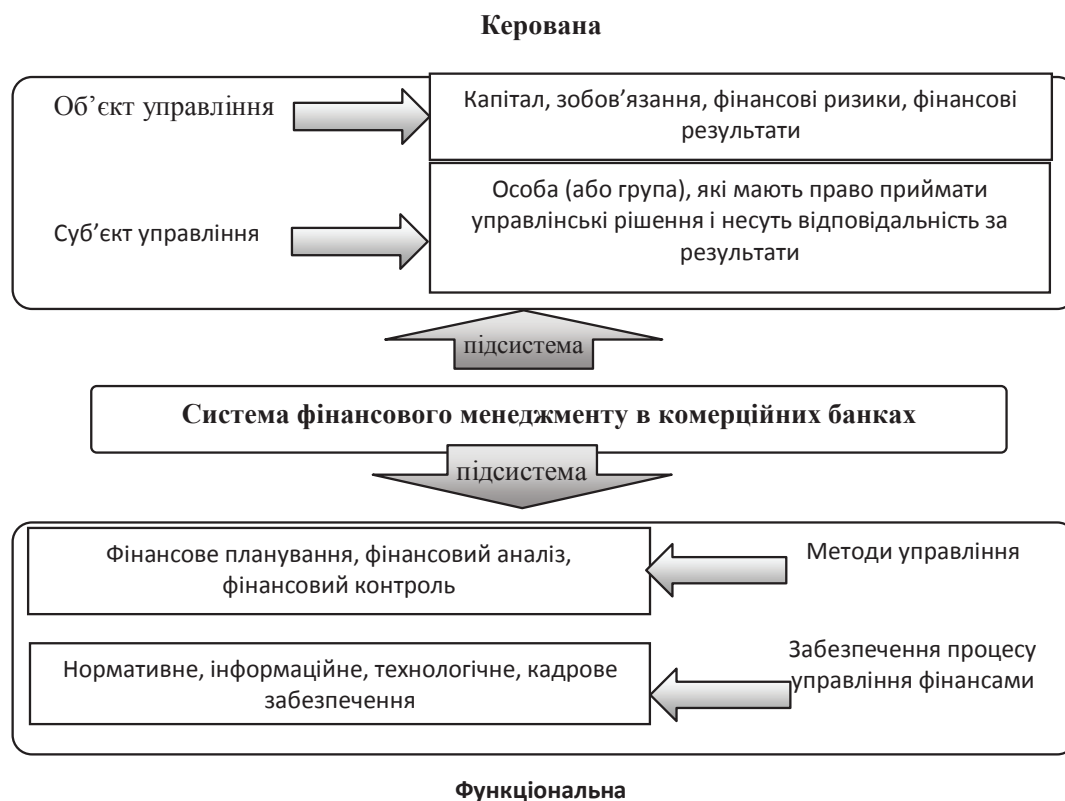 Керована
Об’єкт управління
Капітал, зобов’язання, фінансові ризики, фінансові
результати
Суб’єкт управління
Особа (або група), які мають право приймати
управлінські рішення і несуть відповідальність за
результати
підсистема
Система фінансового менеджменту в комерційних банках
підсистема
Фінансове планування, фінансовий аналіз,
фінансовий контроль
Методи управління
Нормативне, інформаційне, технологічне, кадрове
забезпечення
Забезпечення процесу
управління фінансами
Функціональна